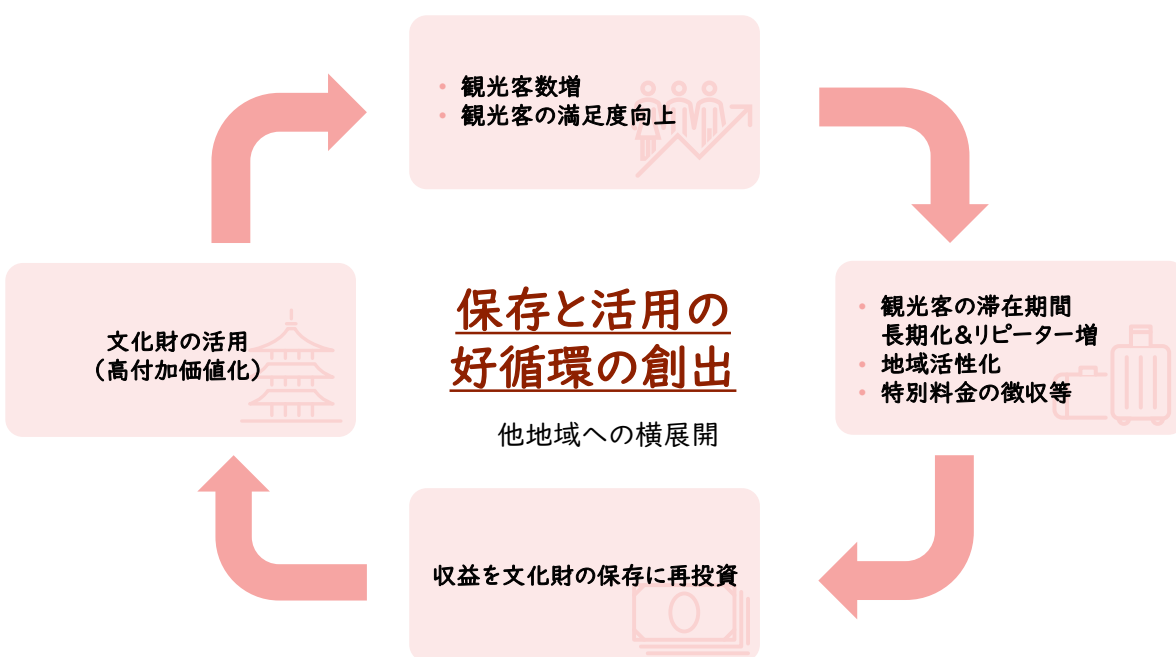 ・観光客数増
・観光客の満足度向上
文化財の活用
（高付加価値化）
保存と活用の
好循環の創出
他地域への横展開
・観光客の滞在期間
長期化&リピーター増
・地域活性化
・特別料金の徴収等
収益を文化財の保存に再投資